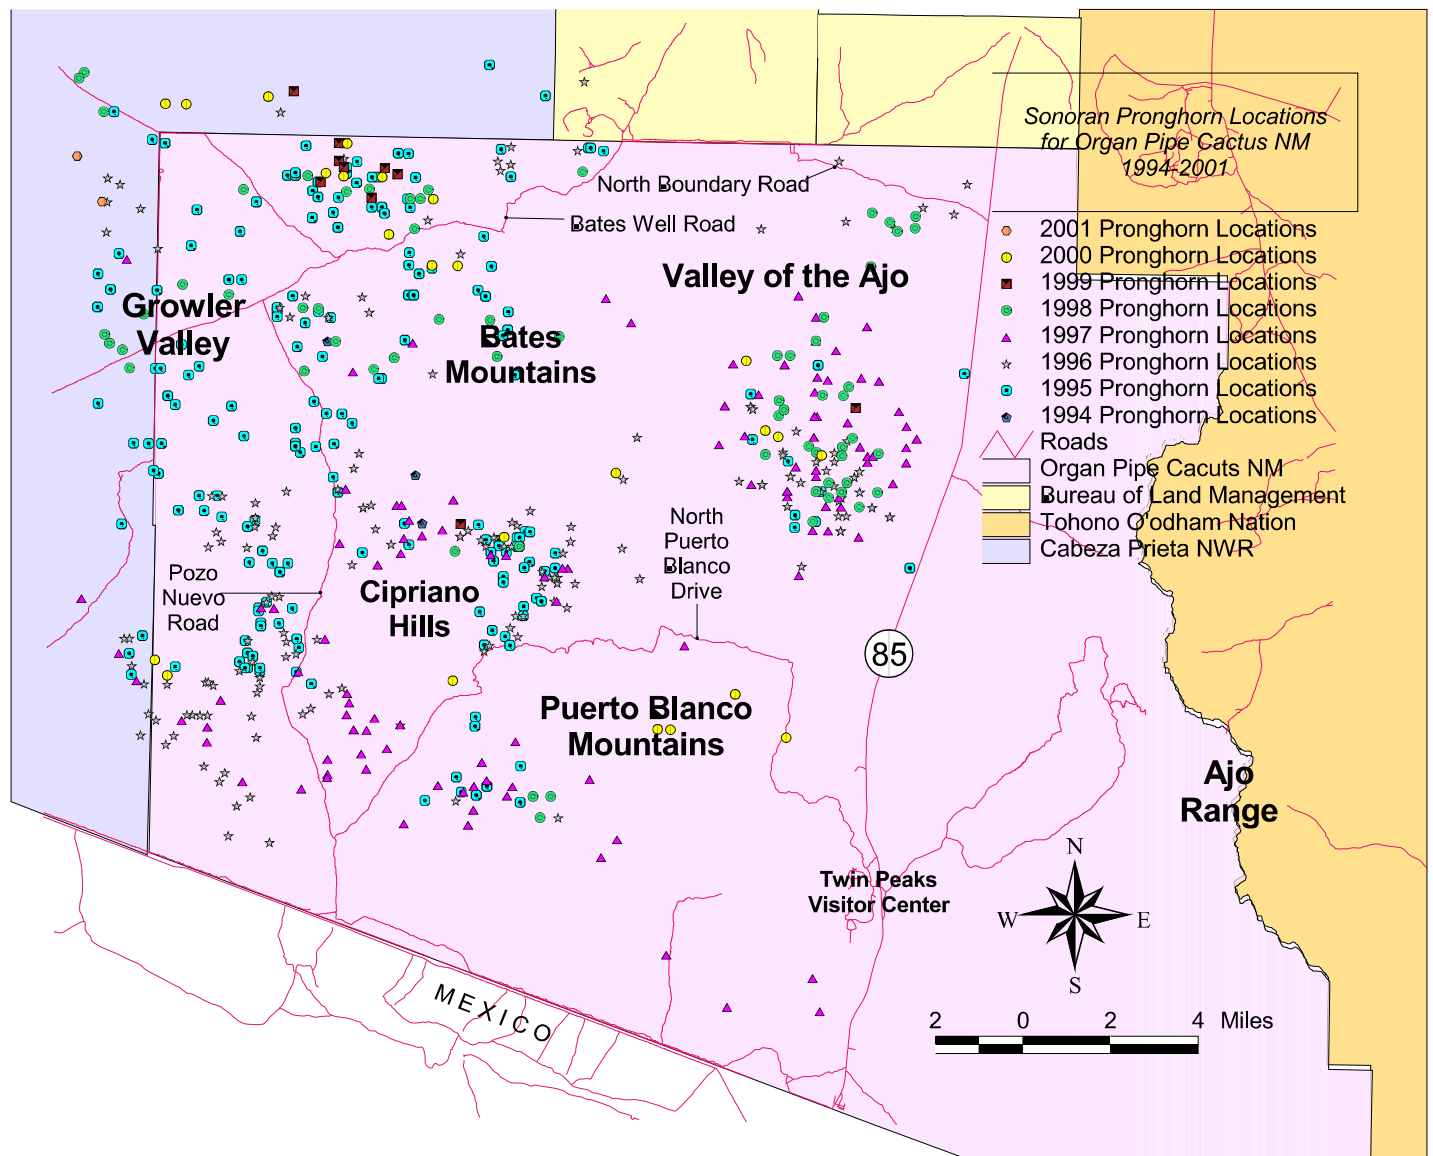 Sonoran Pronghorn Locations
for Organ Pipe Cactus NM
1994-2001
North Boundary Road
Bates Well Road
2001 Pronghorn Locations
2000 Pronghorn Locations
1999 Pronghorn Locations
1998 Pronghorn Locations
1997 Pronghorn Locations
1996 Pronghorn Locations
1995 Pronghorn Locations
1994 Pronghorn Locations
Roads
Organ Pipe Cacuts NM
Bureau of Land Management
Tohono O'odham Nation
Cabeza Prieta NWR
Valley of the Ajo
Growler
Valley
Bates
Mountains
North
Puerto
Blanco
Drive
Pozo
Nuevo
Road
Cipriano
Hills
85
Puerto Blanco
Mountains
Ajo
Range
Twin Peaks
Visitor Center
N
W
E
S
MEXICO
2 0 2 4 Miles